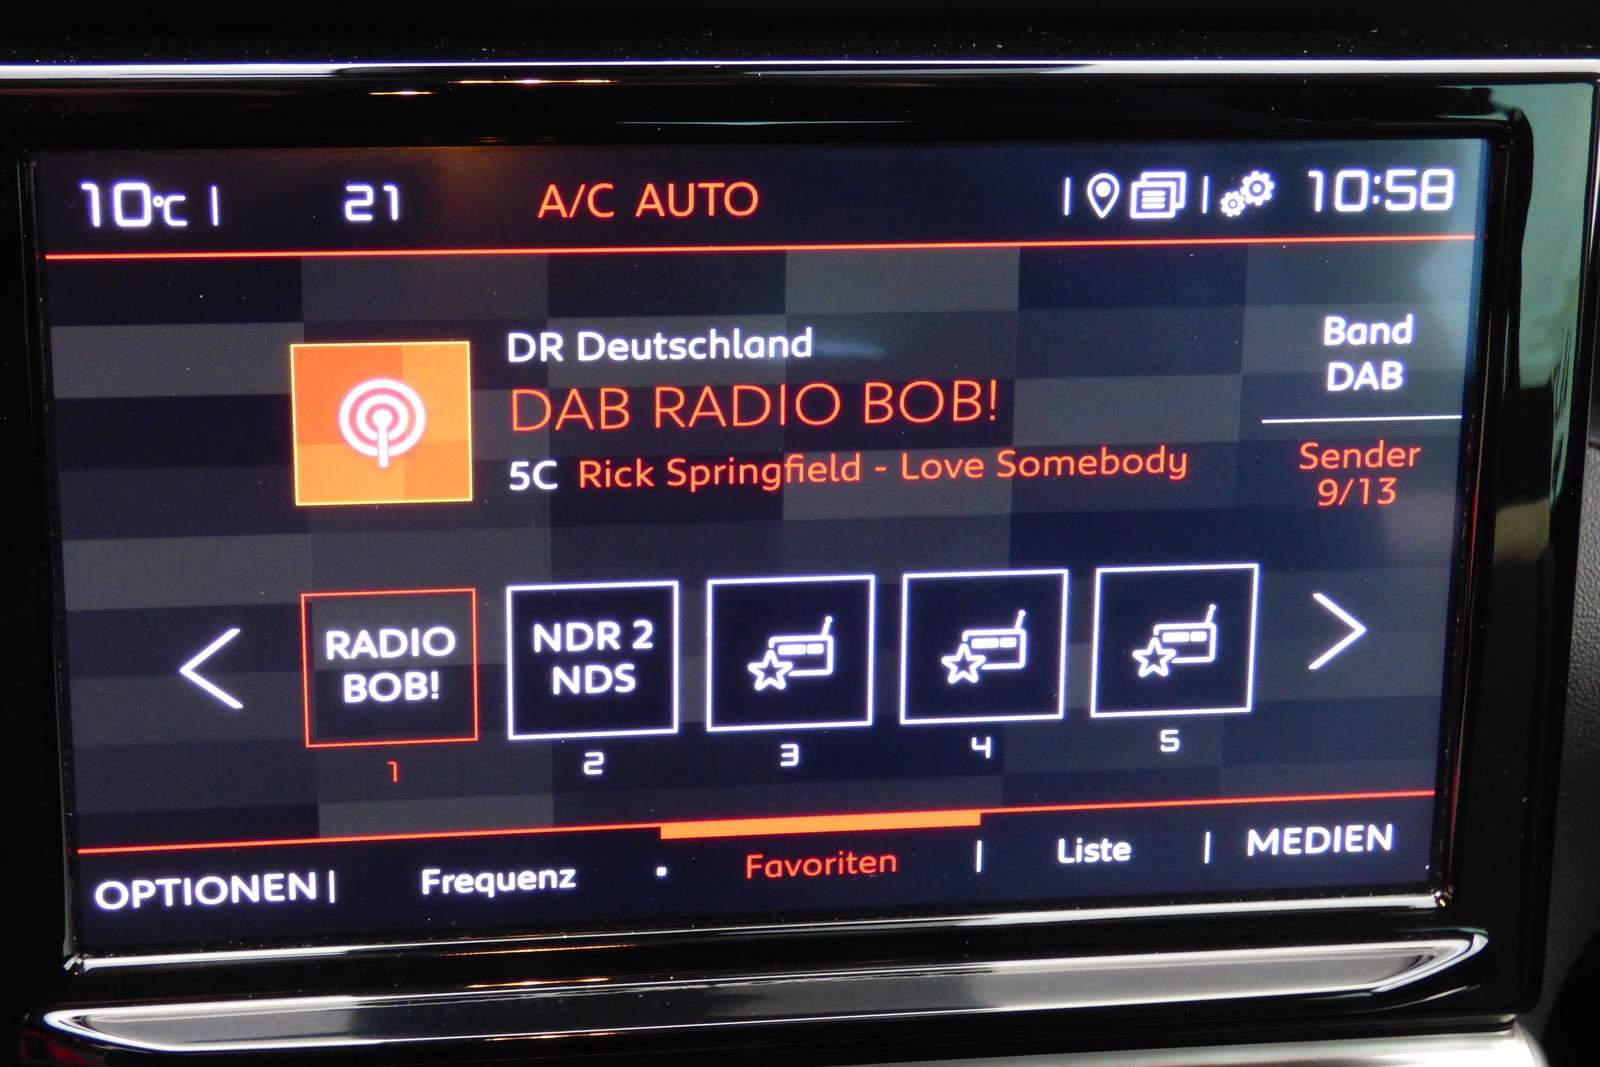 10°C | 21 A/C AUTO | | 10:58
DR Deutschland
DAB RADIO BOB!
5C Rick Springfield - Love Somebody
Band
DAB
Sender
9/13
RADIO
BOB!
1
NDR 2
NDS
2
3
4
5
OPTIONEN | Frequenz Favoriten | Liste | MEDIEN